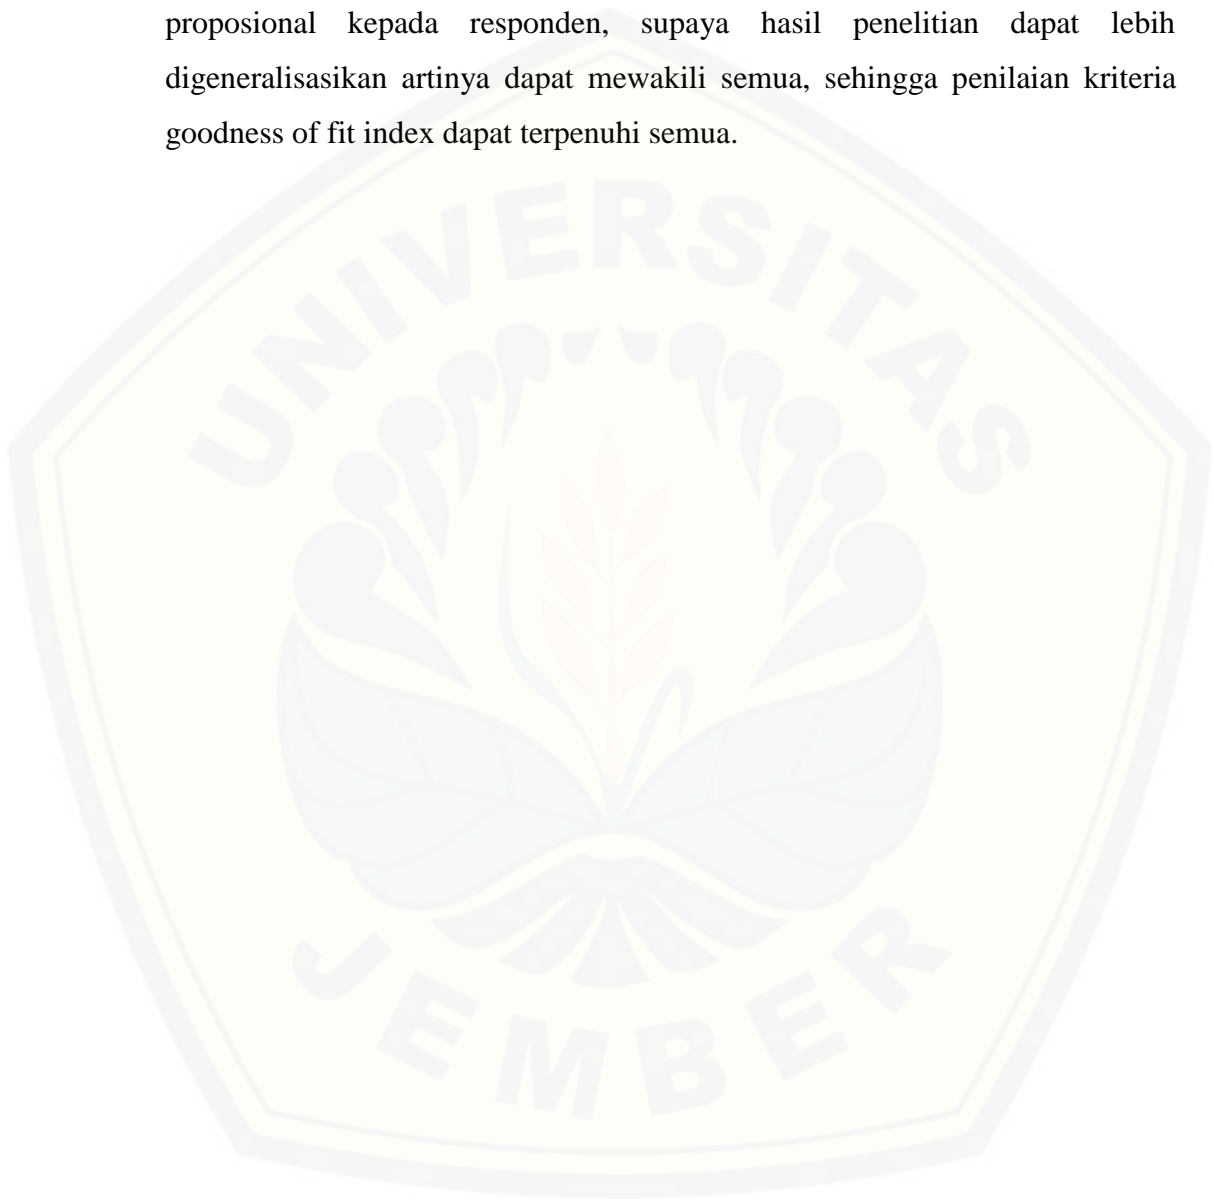 proposional kepada responden, supaya hasil penelitian dapat lebih
digeneralisasikan artinya dapat mewakili semua, sehingga penilaian kriteria
goodness of fit index dapat terpenuhi semua.
UNIVERSITAS
JEMBER